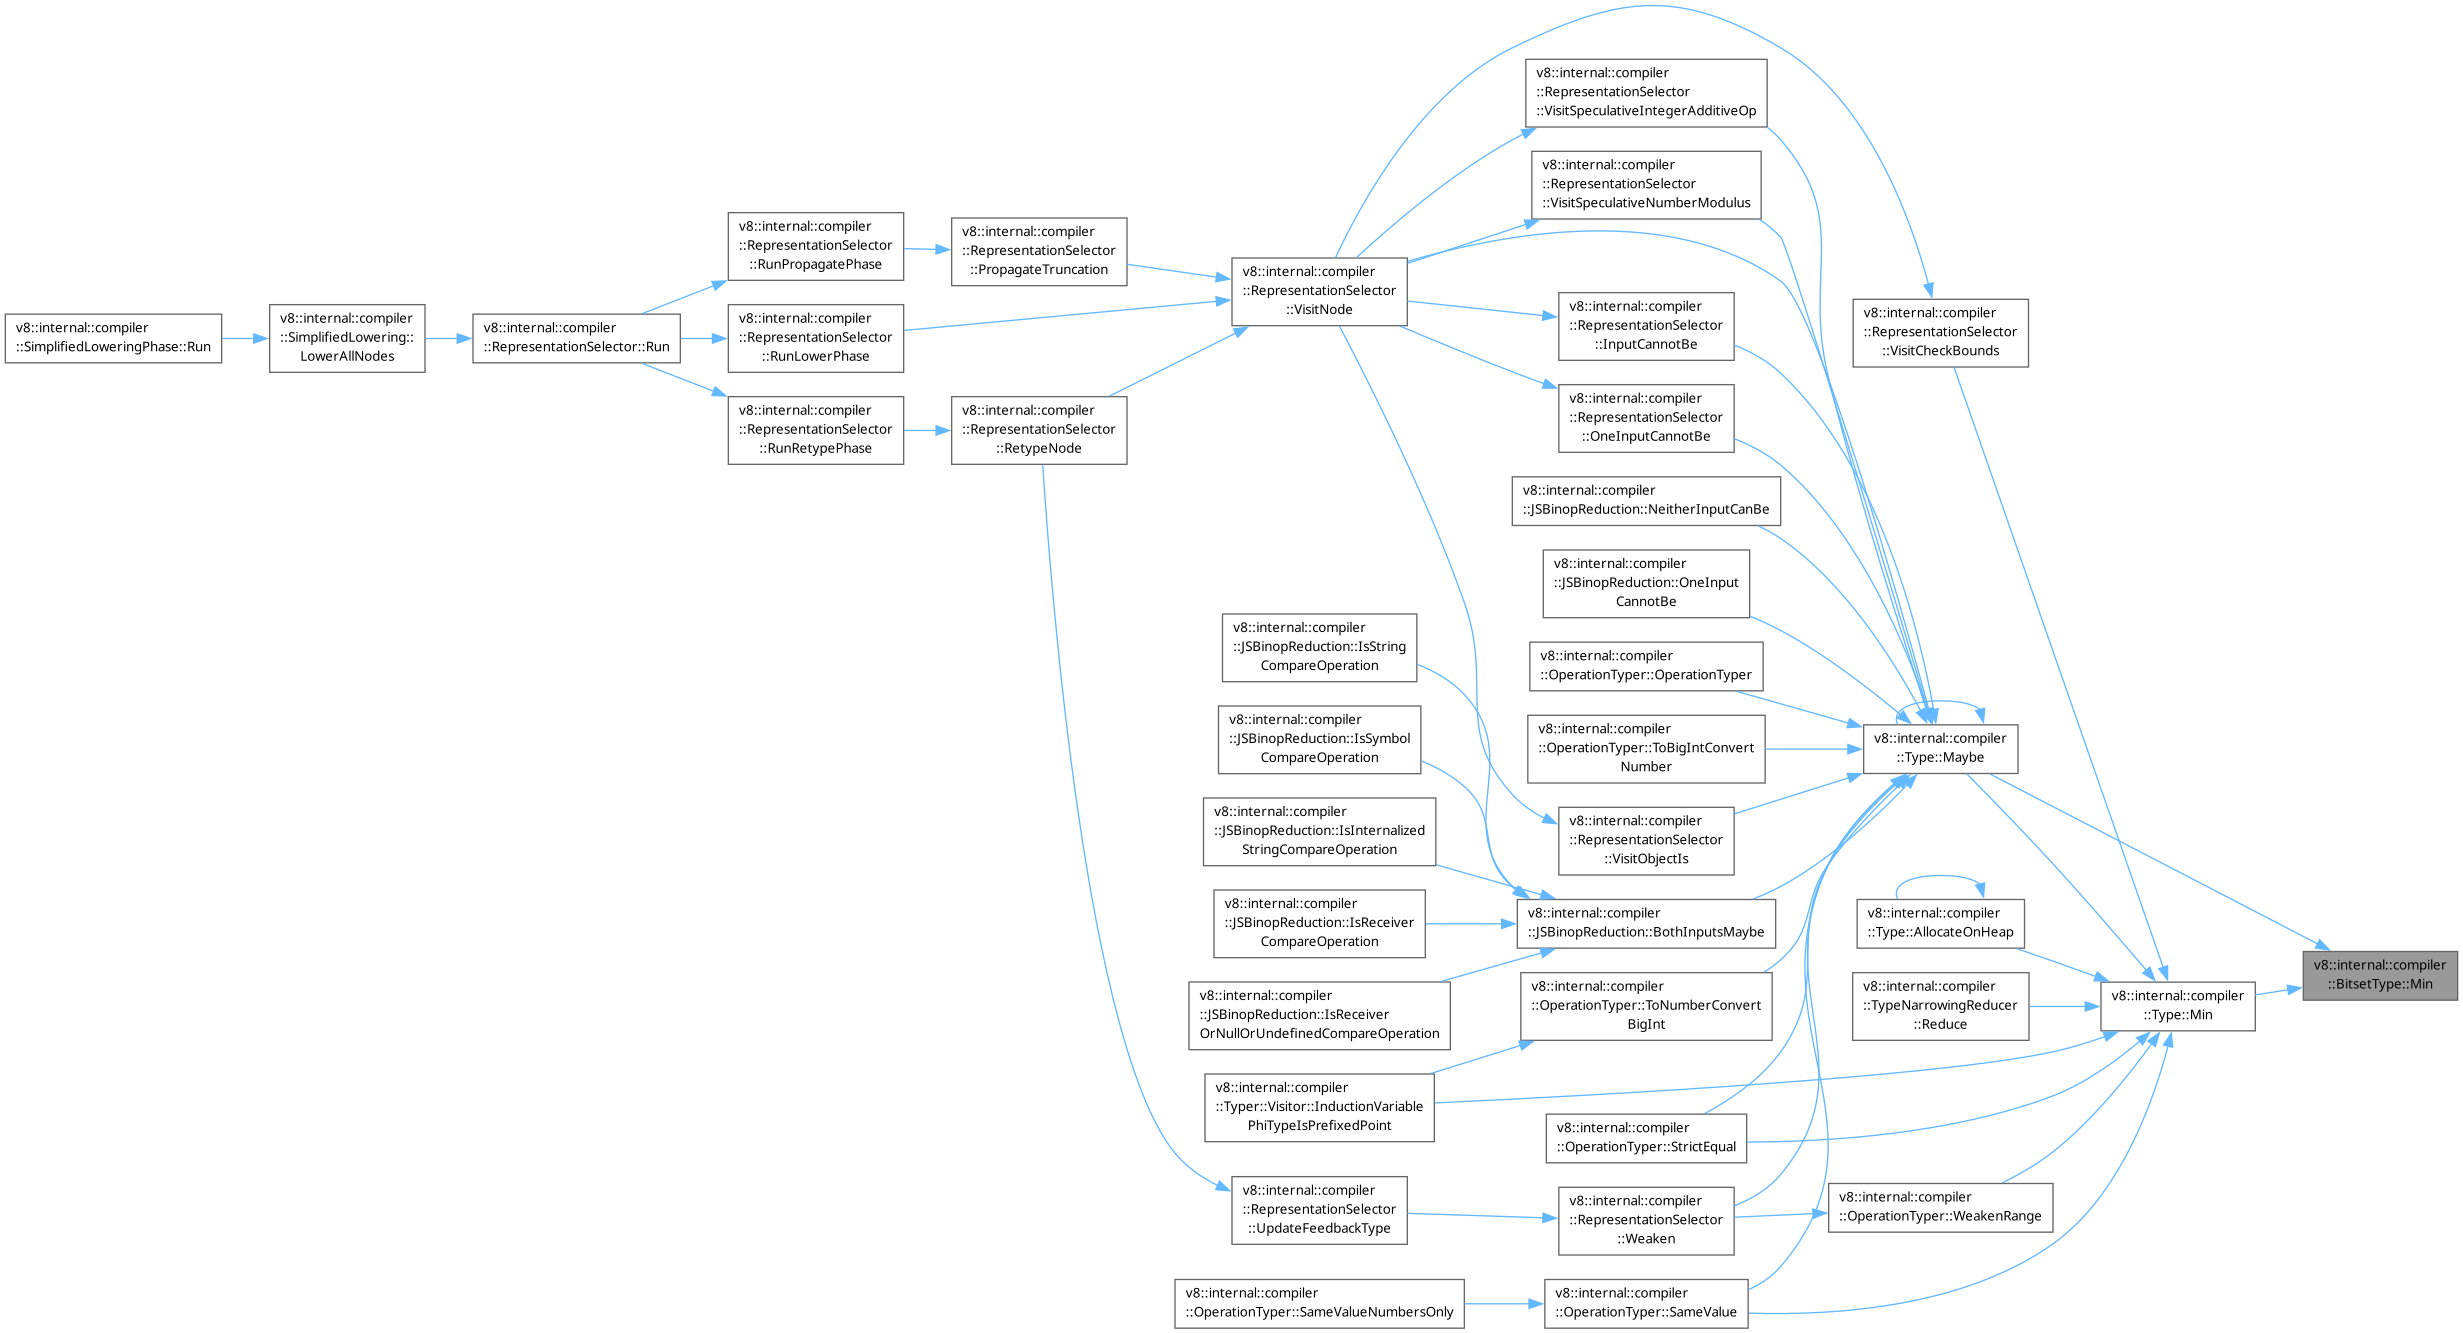 v8::internal::compiler
::SimplifiedLoweringPhase::Run
v8::internal::compiler
::SimplifiedLowering::
LowerAllNodes
v8::internal::compiler
::RepresentationSelector::Run
v8::internal::compiler
::RepresentationSelector
::RunPropagatePhase
v8::internal::compiler
::RepresentationSelector
::RunLowerPhase
v8::internal::compiler
::RepresentationSelector
::RunRetypePhase
v8::internal::compiler
::RepresentationSelector
::PropagateTruncation
v8::internal::compiler
::RepresentationSelector
::RetypeNode
v8::internal::compiler
::RepresentationSelector
::VisitNode
v8::internal::compiler
::JSBinopReduction::IsString
CompareOperation
v8::internal::compiler
::JSBinopReduction::IsSymbol
CompareOperation
v8::internal::compiler
::JSBinopReduction::IsInternalized
StringCompareOperation
v8::internal::compiler
::JSBinopReduction::IsReceiver
CompareOperation
v8::internal::compiler
::JSBinopReduction::IsReceiver
OrNullOrUndefinedCompareOperation
v8::internal::compiler
::Typer::Visitor::InductionVariable
PhiTypeIsPrefixedPoint
v8::internal::compiler
::RepresentationSelector
::UpdateFeedbackType
v8::internal::compiler
::OperationTyper::SameValueNumbersOnly
v8::internal::compiler
::RepresentationSelector
::VisitSpeculativeIntegerAdditiveOp
v8::internal::compiler
::RepresentationSelector
::VisitSpeculativeNumberModulus
v8::internal::compiler
::RepresentationSelector
::InputCannotBe
v8::internal::compiler
::RepresentationSelector
::OneInputCannotBe
v8::internal::compiler
::JSBinopReduction::NeitherInputCanBe
v8::internal::compiler
::JSBinopReduction::OneInput
CannotBe
v8::internal::compiler
::OperationTyper::OperationTyper
v8::internal::compiler
::OperationTyper::ToBigIntConvert
Number
v8::internal::compiler
::RepresentationSelector
::VisitObjectIs
v8::internal::compiler
::JSBinopReduction::BothInputsMaybe
v8::internal::compiler
::OperationTyper::ToNumberConvert
BigInt
v8::internal::compiler
::OperationTyper::StrictEqual
v8::internal::compiler
::RepresentationSelector
::Weaken
v8::internal::compiler
::OperationTyper::SameValue
v8::internal::compiler
::RepresentationSelector
::VisitCheckBounds
v8::internal::compiler
::Type::Maybe
v8::internal::compiler
::Type::AllocateOnHeap
v8::internal::compiler
::TypeNarrowingReducer
::Reduce
v8::internal::compiler
::OperationTyper::WeakenRange
v8::internal::compiler
::Type::Min
v8::internal::compiler
::BitsetType::Min